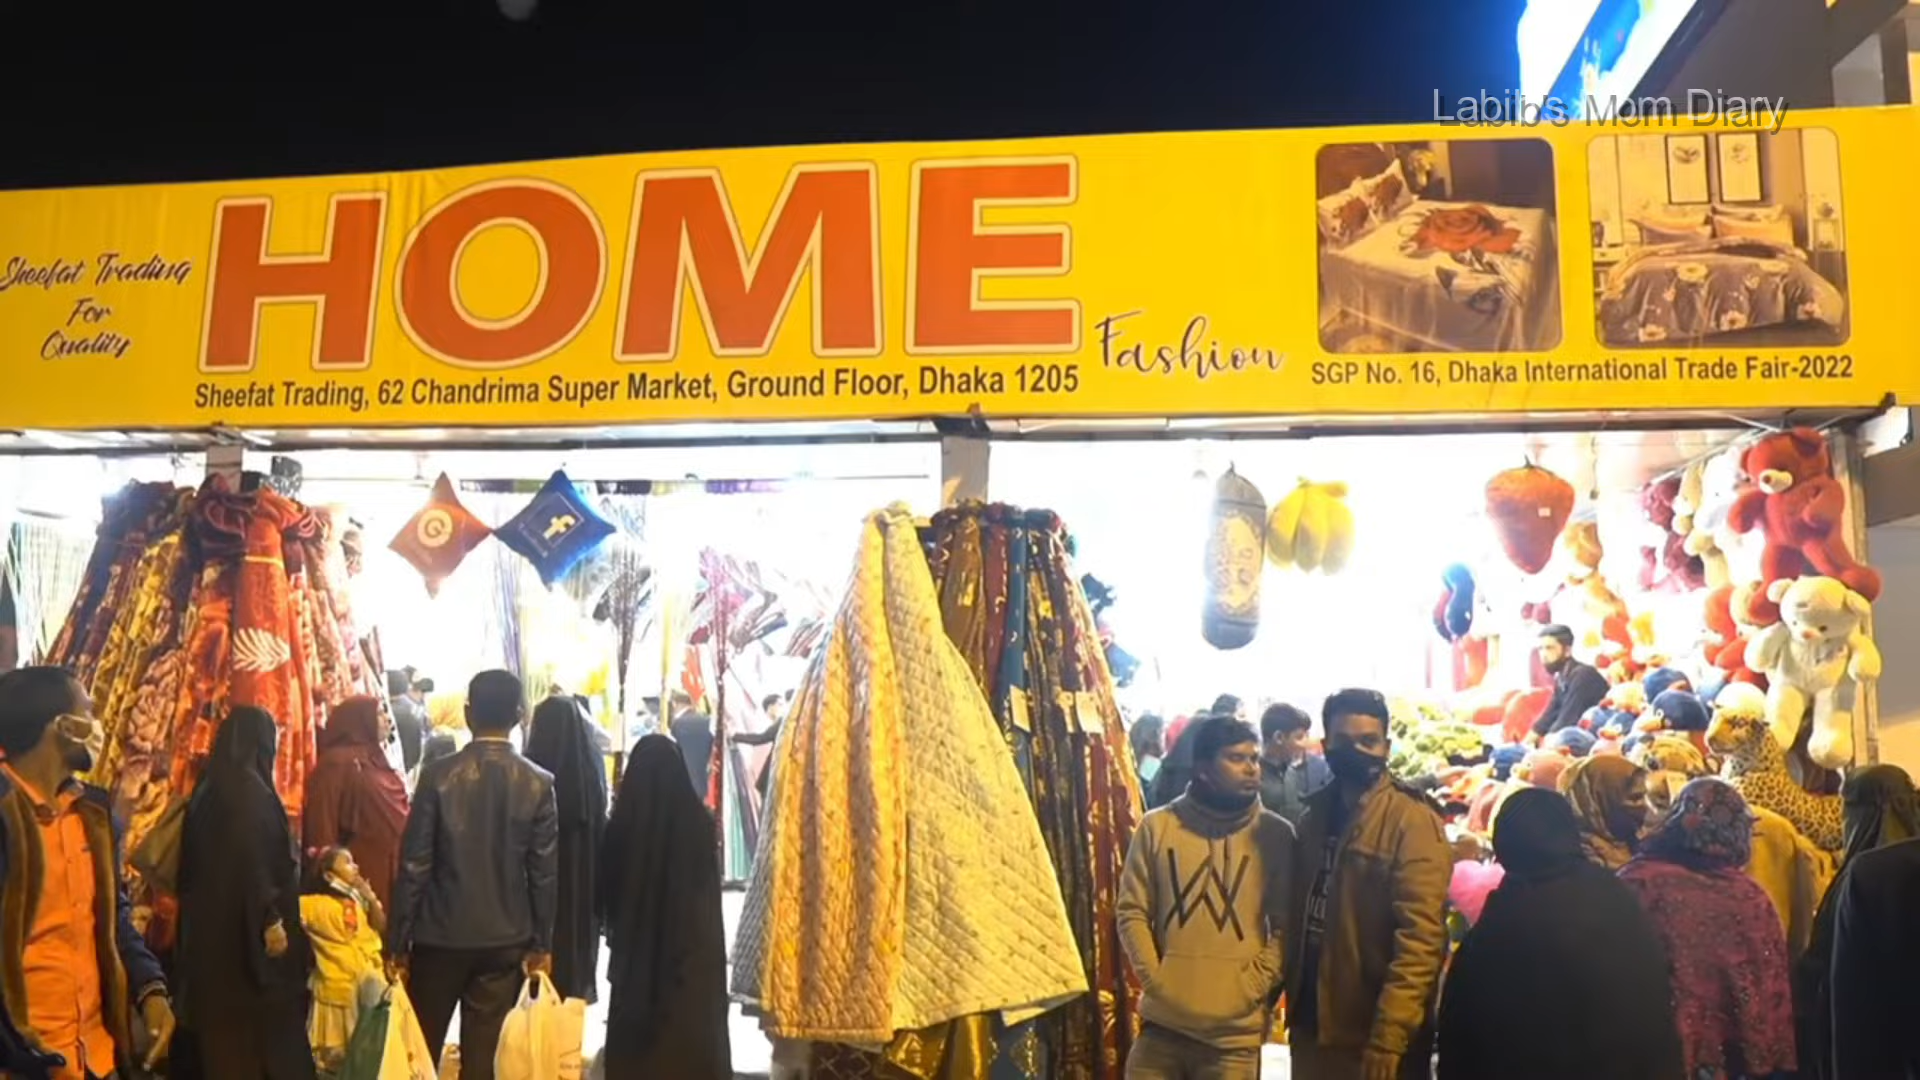 Labib's Mom Diary
Sheefat Trading
For
Quality
HOME
Fashion
Sheefat Trading, 62 Chandrima Super Market, Ground Floor, Dhaka 1205
SGP No. 16, Dhaka International Trade Fair-2022
G
f